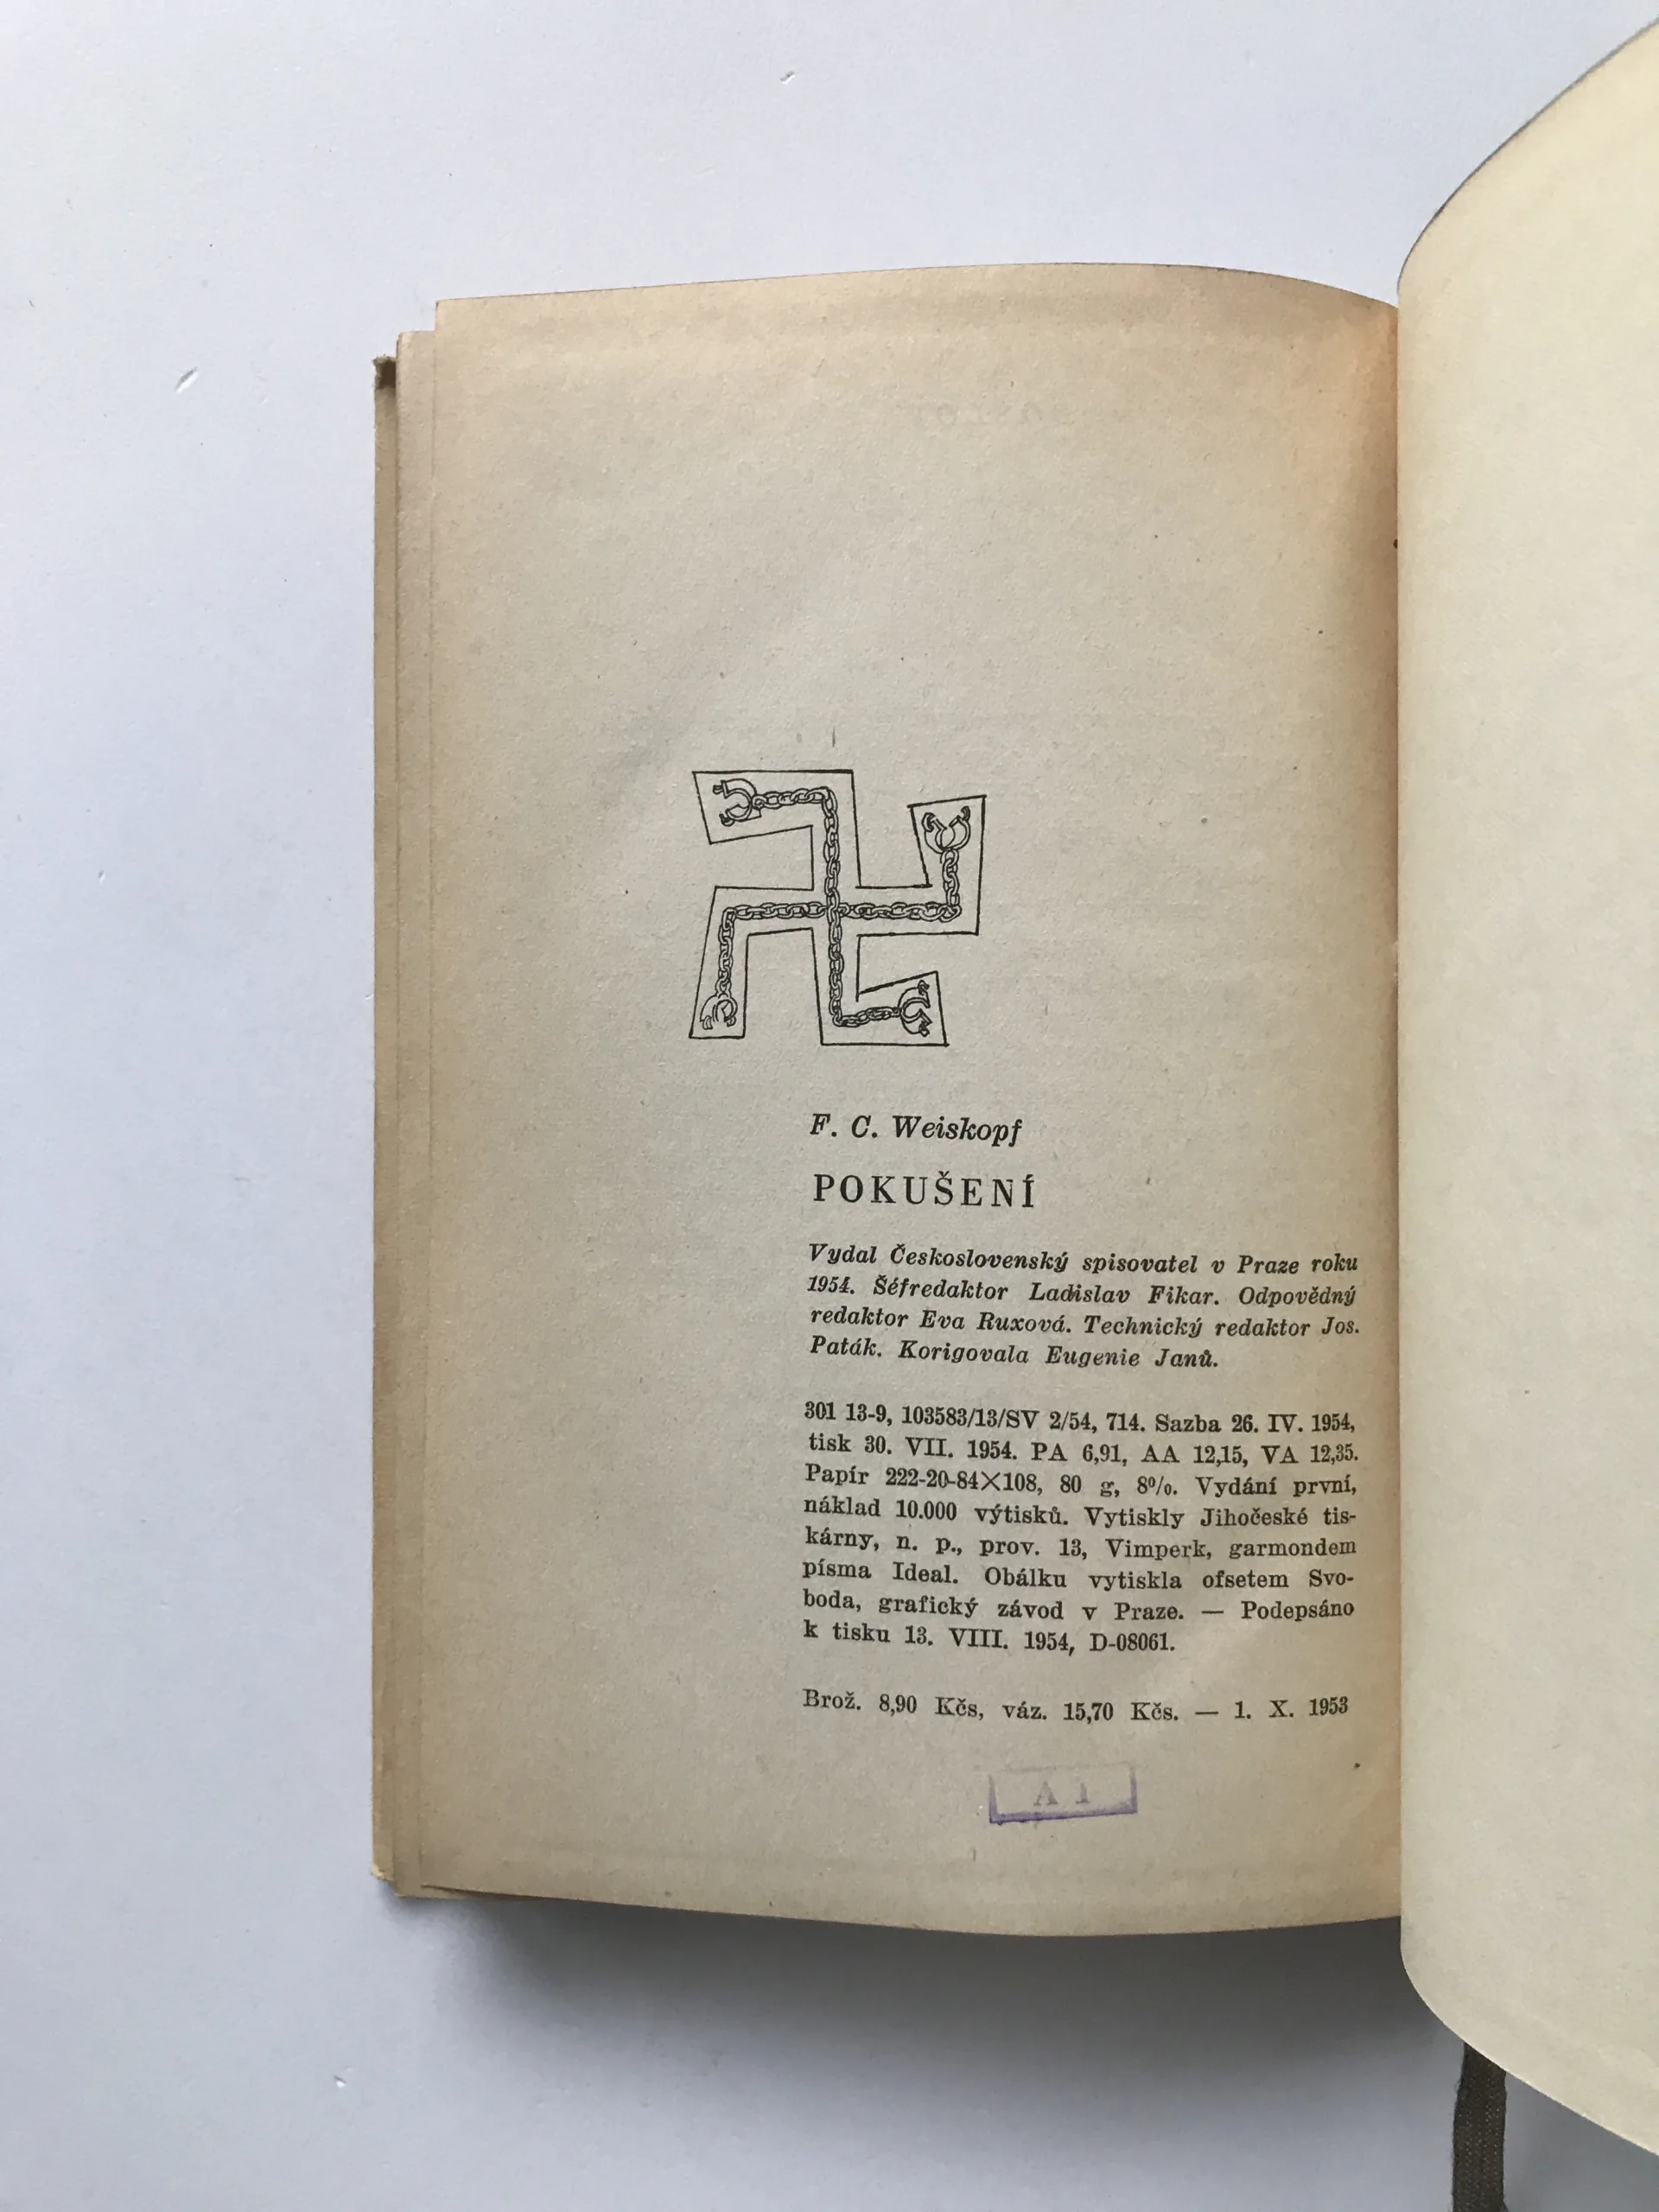 F. C. Weiskopf
POKUŠENÍ
Vydal Československý spisovatel v Praze roku
1954. Šéfredaktor Ladislav Fikar. Odpovědný
redaktor Eva Ruxová. Technický redaktor Jos.
Paták. Korigovala Eugenie Janů.
301 13-9, 103583/13/SV 2/54, 714. Sazba 26. IV. 1954,
tisk 30. VII. 1954. PA 6,91, AA 12,15, VA 12,35.
Papír 222-20-84×108, 80 g, 8%. Vydání první,
náklad 10.000 výtisků. Vytiskly Jihočeské tis-
kárny, n. p., prov. 13, Vimperk, garmondem
písma Ideal. Obálku vytiskla ofsetem Svo-
boda, grafický závod v Praze. — Podepsáno
k tisku 13. VIII. 1954, D-08061.
Brož. 8,90 Kčs, váz. 15,70 Kčs. — 1. X. 1953